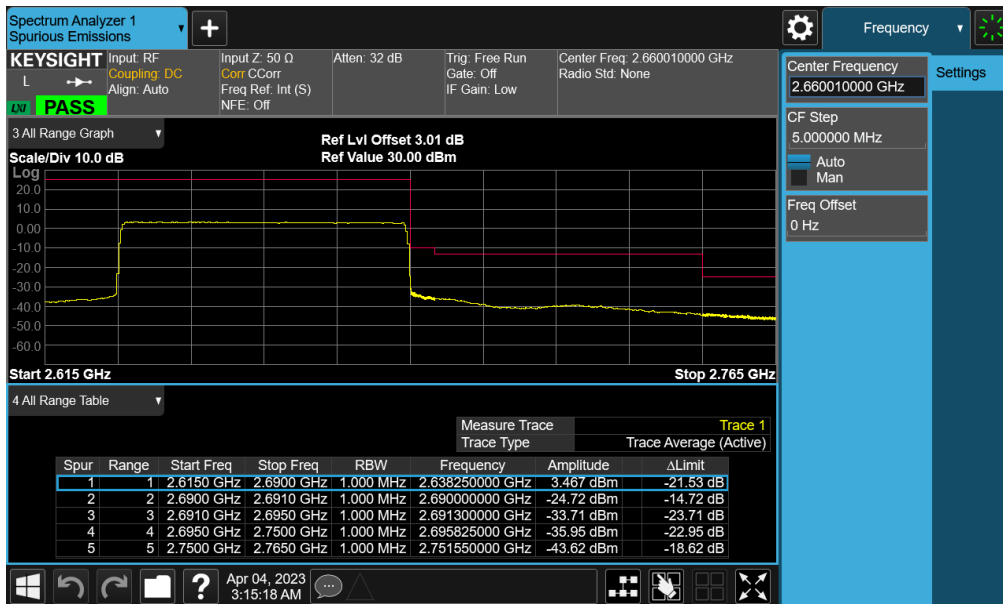 Spectrum Analyzer 1
Spurious Emissions
+
Frequency
KEYSIGHT
L
LXI
PASS
Input: RF
Coupling: DC
Align: Auto
Input Z: 50 Ω
Corr CCorr
Freq Ref: Int (S)
NFE: Off
Atten: 32 dB
Trig: Free Run
Gate: Off
IF Gain: Low
Center Freq: 2.660010000 GHz
Radio Std: None
Center Frequency
2.660010000 GHz
Settings
CF Step
5.000000 MHz
Auto
Man
Freq Offset
0 Hz
3 All Range Graph
Scale/Div 10.0 dB
Ref Lvl Offset 3.01 dB
Ref Value 30.00 dBm
Log
20.0
10.0
0.00
-10.0
-20.0
-30.0
-40.0
-50.0
-60.0
Start 2.615 GHz
Stop 2.765 GHz
4 All Range Table
Measure Trace Trace 1
Trace Type Trace Average (Active)
Spur Range Start Freq Stop Freq RBW Frequency Amplitude ΔLimit
1 1 2.6150 GHz 2.6900 GHz 1.000 MHz 2.638250000 GHz 3.467 dBm -21.53 dB
2 2 2.6900 GHz 2.6910 GHz 1.000 MHz 2.690000000 GHz -24.72 dBm -14.72 dB
3 3 2.6910 GHz 2.6950 GHz 1.000 MHz 2.691300000 GHz -33.71 dBm -23.71 dB
4 4 2.6950 GHz 2.7500 GHz 1.000 MHz 2.695825000 GHz -35.95 dBm -22.95 dB
5 5 2.7500 GHz 2.7650 GHz 1.000 MHz 2.751550000 GHz -43.62 dBm -18.62 dB
?
Apr 04, 2023
3:15:18 AM